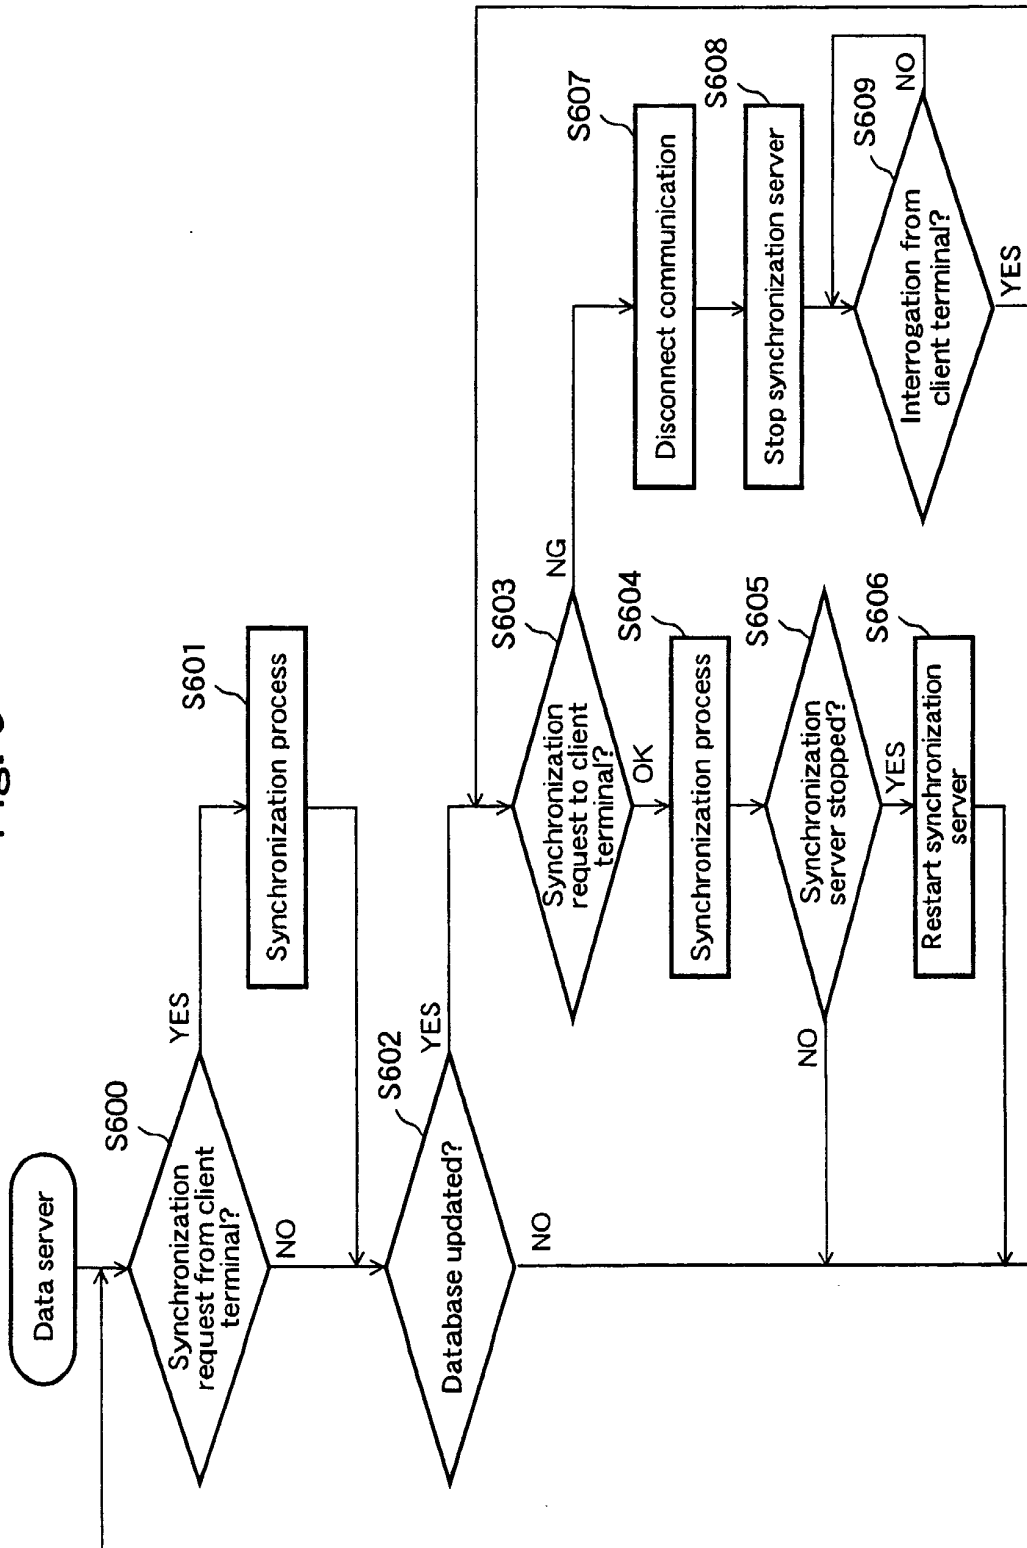 Data server
S600
Synchronization
request from client
terminal?
YES
NO
S601
Synchronization process
S602
Database updated?
YES
NO
S603
Synchronization
request to client
terminal?
NG
OK
S604
Synchronization process
S605
Synchronization
server stopped?
NO
YES
S606
Restart synchronization
server
S607
Disconnect communication
S608
Stop synchronization server
S609
Interrogation from
client terminal?
NO
YES